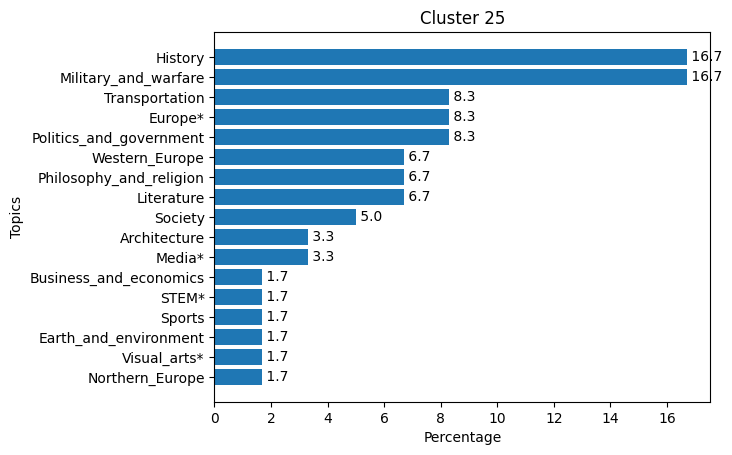 Cluster 25
Topics
History 16.7
Military_and_warfare 16.7
Transportation 8.3
Europe* 8.3
Politics_and_government 8.3
Western_Europe 6.7
Philosophy_and_religion 6.7
Literature 6.7
Society 5.0
Architecture 3.3
Media* 3.3
Business_and_economics 1.7
STEM* 1.7
Sports 1.7
Earth_and_environment 1.7
Visual_arts* 1.7
Northern_Europe 1.7
0 2 4 6 8 10 12 14 16
Percentage